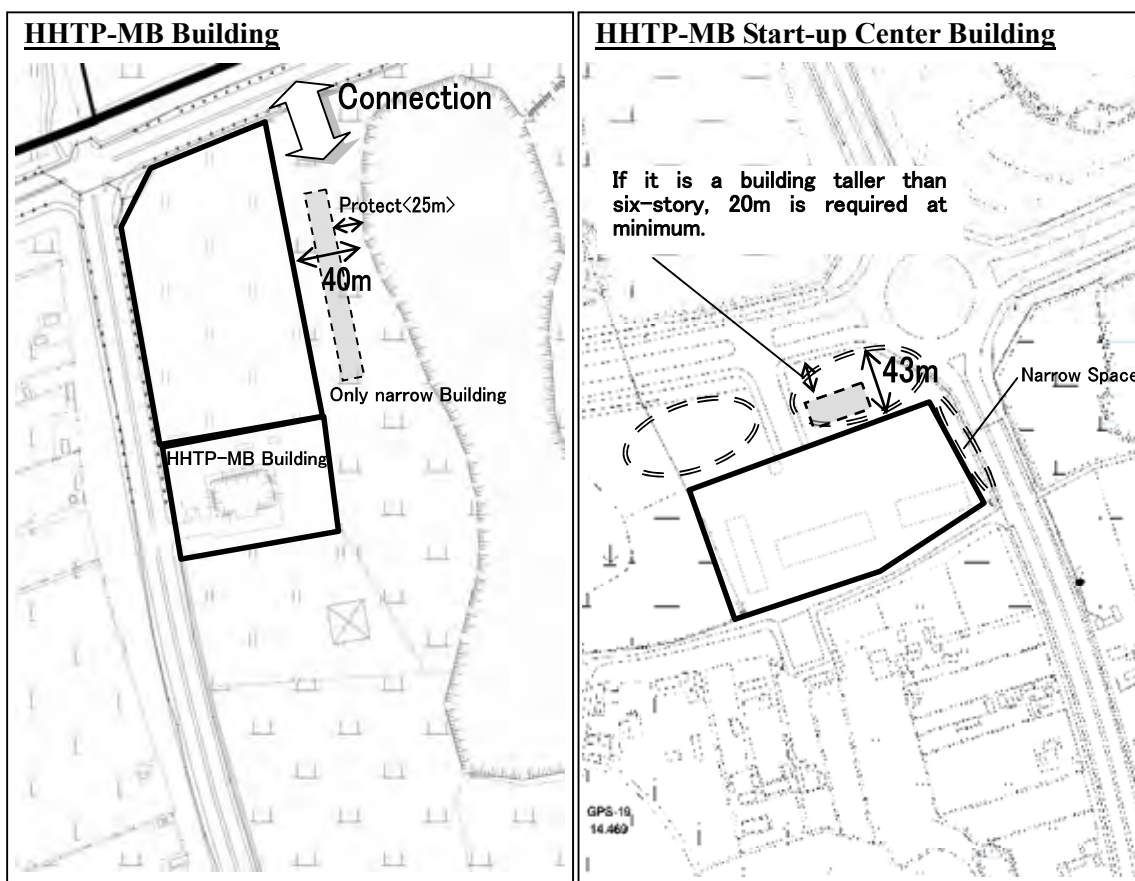 HHTP-MB Building
Connection
Protect<25m>
40m
Only narrow Building
HHTP-MB Building
HHTP-MB Start-up Center Building
If it is a building taller than
six-story, 20m is required at
minimum.
43m
Narrow Space
GPS-19
14.469